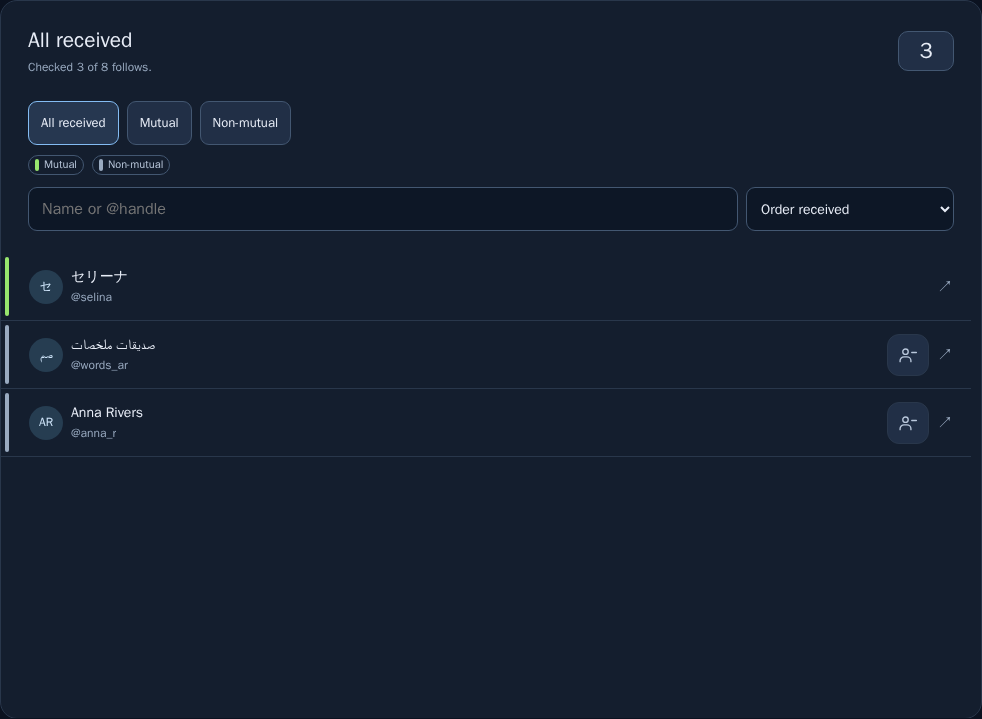 All received
Checked 3 of 8 follows.
3
All received
Mutual
Non-mutual
Mutual
Non-mutual
Name or @handle
Order received
セ
セリーナ
@selina
صم
صديقات ملخصات
@words_ar
AR
Anna Rivers
@anna_r